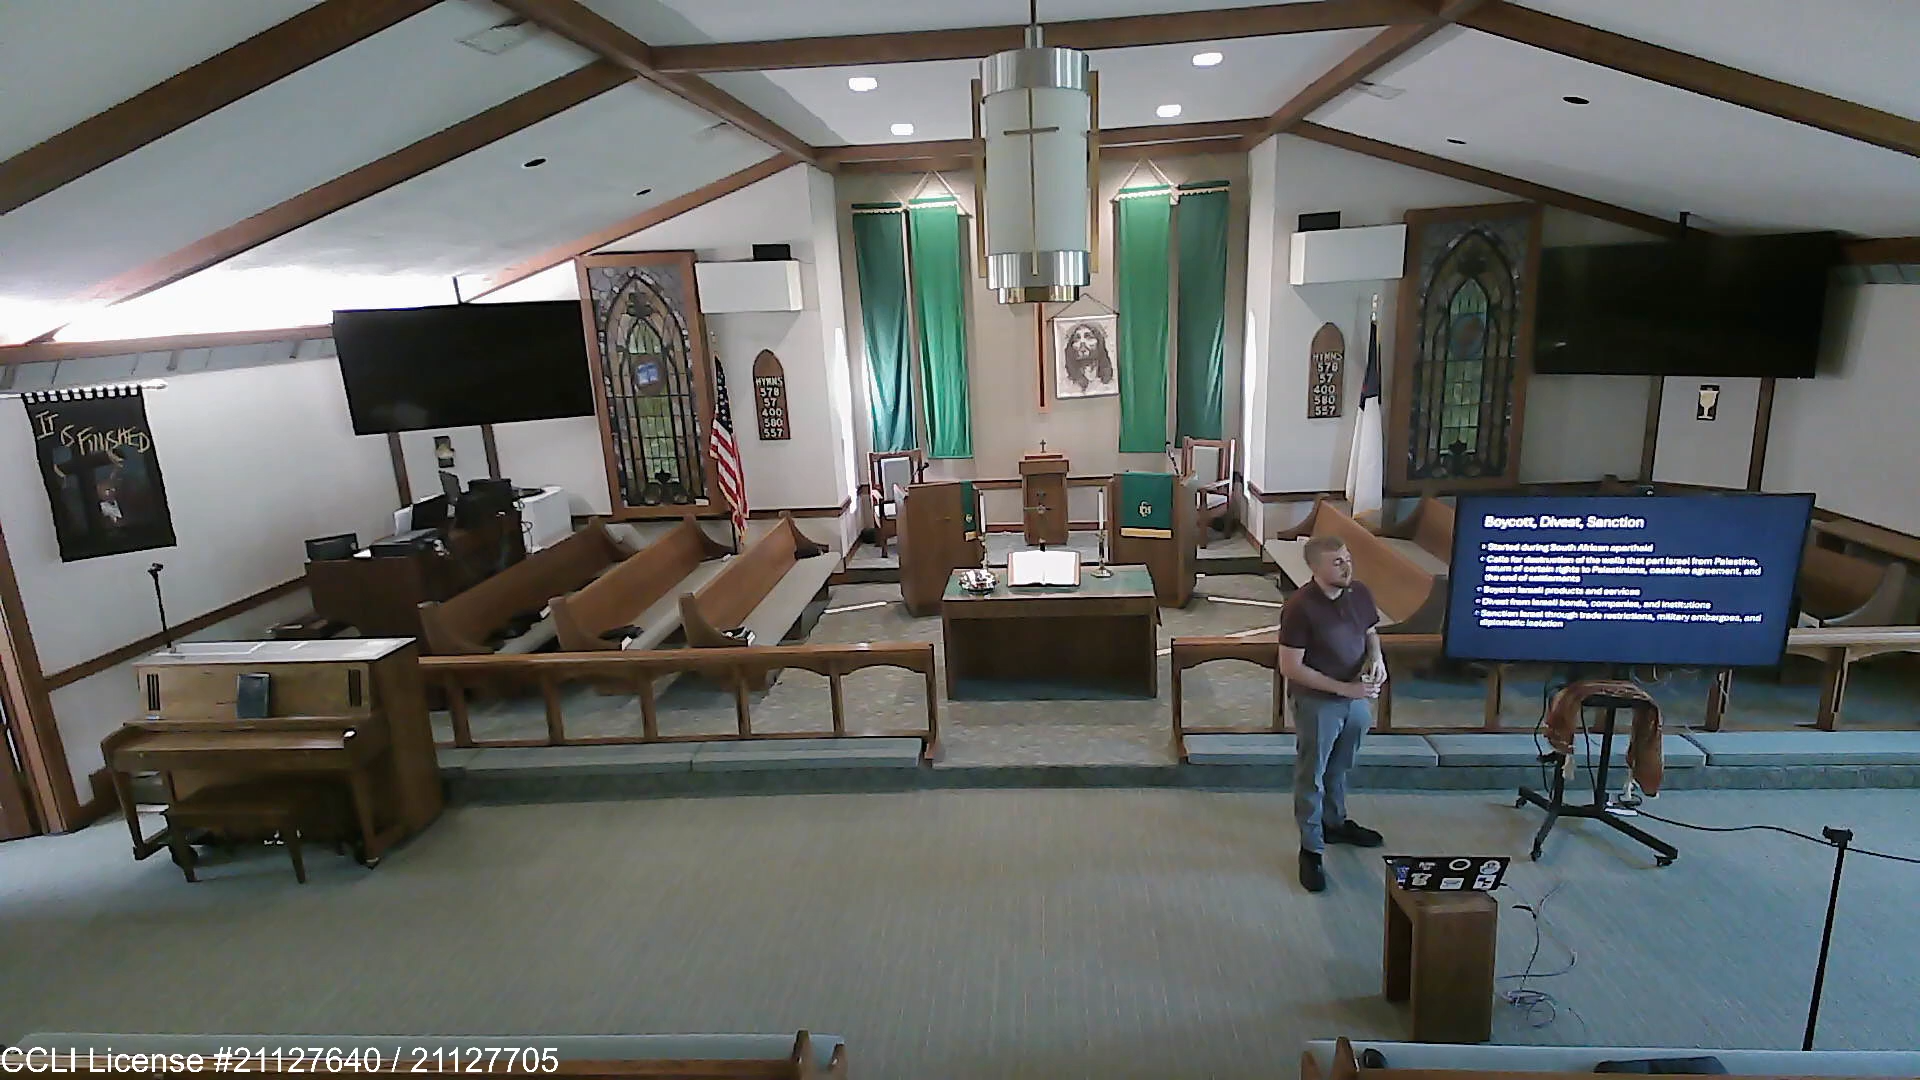 IT
IS FINISHED
HYMNS
578
57
400
580
557
HYMNS
578
57
400
580
557
IHS
Boycott, Divest, Sanction
• Started during South African apartheid
• Calls for destruction of the walls that part Israel from Palestine,
return of certain rights to Palestinians, ceasefire agreement, and
the end of settlements
• Boycott Israeli products and services
• Divest from Israeli bonds, companies, and institutions
• Sanction Israel through trade restrictions, military embargoes, and
diplomatic isolation
CCLI License #21127640 / 21127705